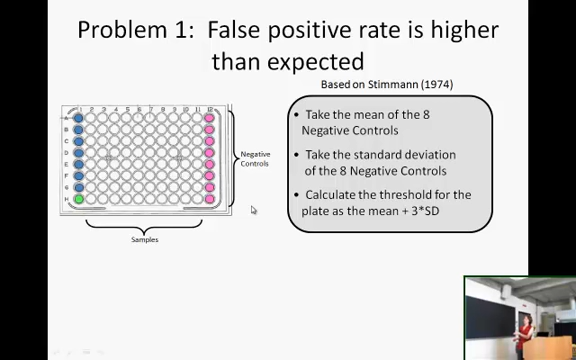 Problem 1: False positive rate is higher
than expected
Based on Stimmann (1974)
1 2 3 4 5 6 7 8 9 10 11 12
A
B
C
D
E
F
G
H
Negative
Controls
Samples
• Take the mean of the 8
Negative Controls
• Take the standard deviation
of the 8 Negative Controls
• Calculate the threshold for the
plate as the mean + 3*SD